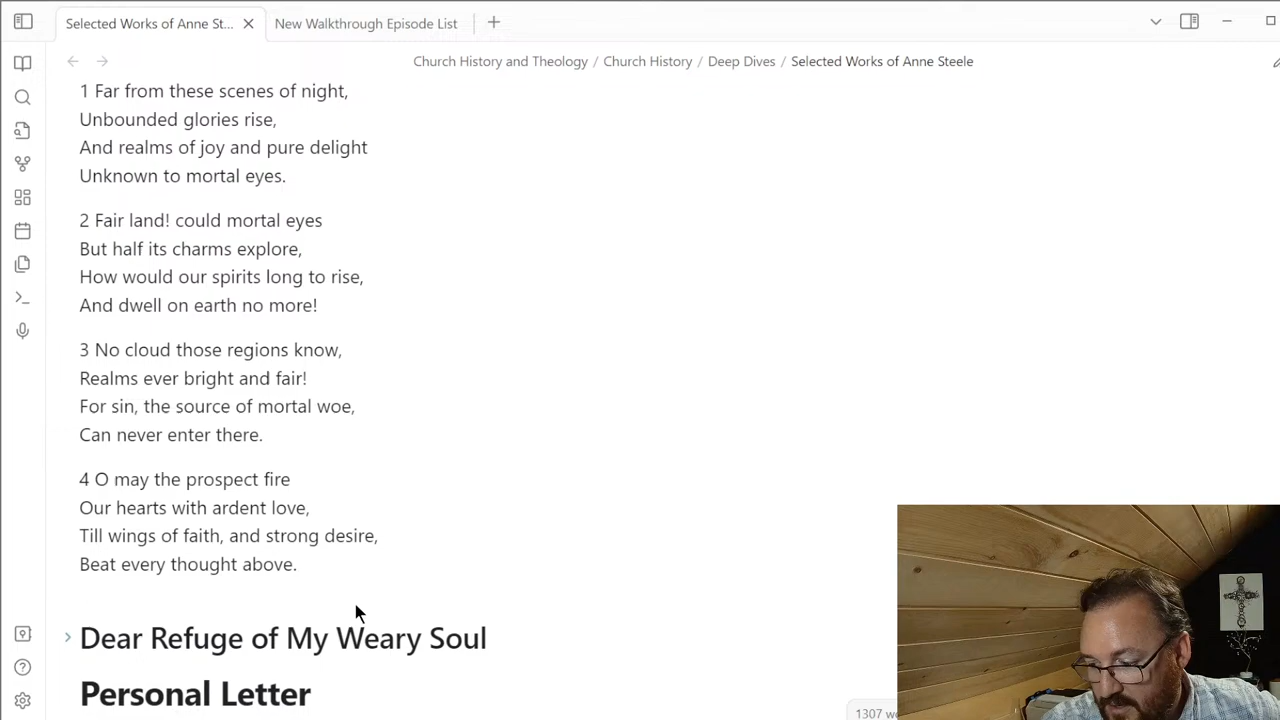 Selected Works of Anne St...
New Walkthrough Episode List
Church History and Theology / Church History / Deep Dives / Selected Works of Anne Steele
1 Far from these scenes of night,
Unbounded glories rise,
And realms of joy and pure delight
Unknown to mortal eyes.
2 Fair land! could mortal eyes
But half its charms explore,
How would our spirits long to rise,
And dwell on earth no more!
3 No cloud those regions know,
Realms ever bright and fair!
For sin, the source of mortal woe,
Can never enter there.
4 O may the prospect fire
Our hearts with ardent love,
Till wings of faith, and strong desire,
Beat every thought above.
Dear Refuge of My Weary Soul
Personal Letter
1307